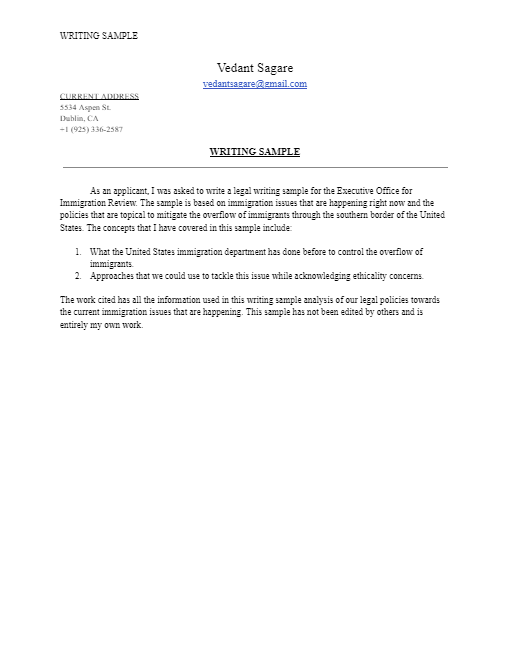 WRITING SAMPLE
Vedant Sagare
vedantsagare@gmail.com
CURRENT ADDRESS
5534 Aspen St.
Dublin, CA
+1 (925) 336-2587
WRITING SAMPLE
As an applicant, I was asked to write a legal writing sample for the Executive Office for
Immigration Review. The sample is based on immigration issues that are happening right now and the
policies that are topical to mitigate the overflow of immigrants through the southern border of the United
States. The concepts that I have covered in this sample include:
1. What the United States immigration department has done before to control the overflow of
immigrants.
2. Approaches that we could use to tackle this issue while acknowledging ethicality concerns.
The work cited has all the information used in this writing sample analysis of our legal policies towards
the current immigration issues that are happening. This sample has not been edited by others and is
entirely my own work.